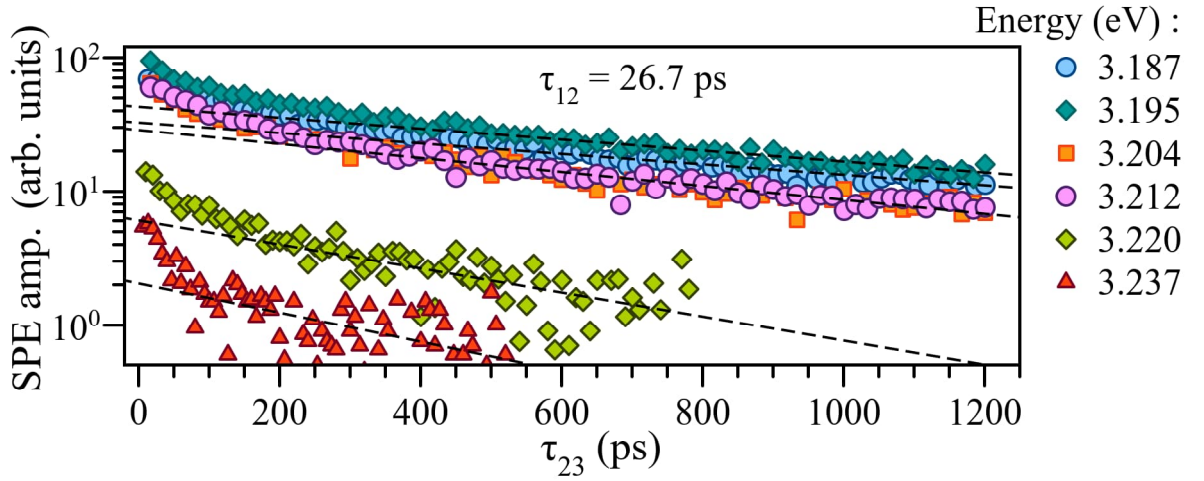 Energy (eV) :
3.187
3.195
3.204
3.212
3.220
3.237
τ₁₂ = 26.7 ps
SPE amp. (arb. units)
10²
10¹
10⁰
0 200 400 600 800 1000 1200
τ₂₃ (ps)